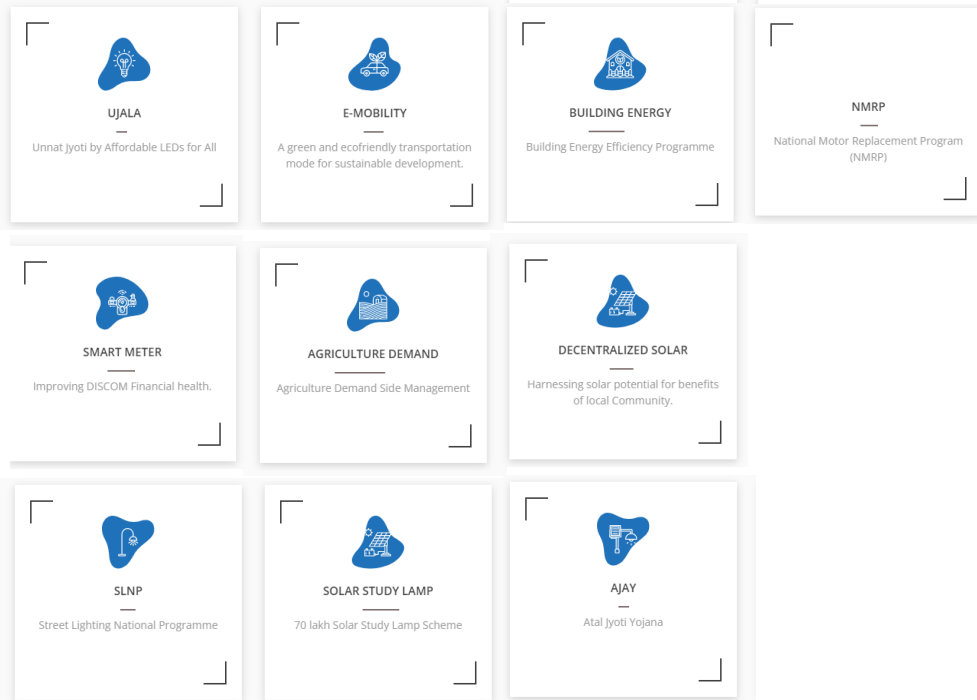 UJALA
Unnat Jyoti by Affordable LEDs for All
E-MOBILITY
A green and ecofriendly transportation
mode for sustainable development.
BUILDING ENERGY
Building Energy Efficiency Programme
NMRP
National Motor Replacement Program
(NMRP)
SMART METER
Improving DISCOM Financial health.
AGRICULTURE DEMAND
Agriculture Demand Side Management
DECENTRALIZED SOLAR
Harnessing solar potential for benefits
of local Community.
SLNP
Street Lighting National Programme
SOLAR STUDY LAMP
70 lakh Solar Study Lamp Scheme
AJAY
Atal Jyoti Yojana